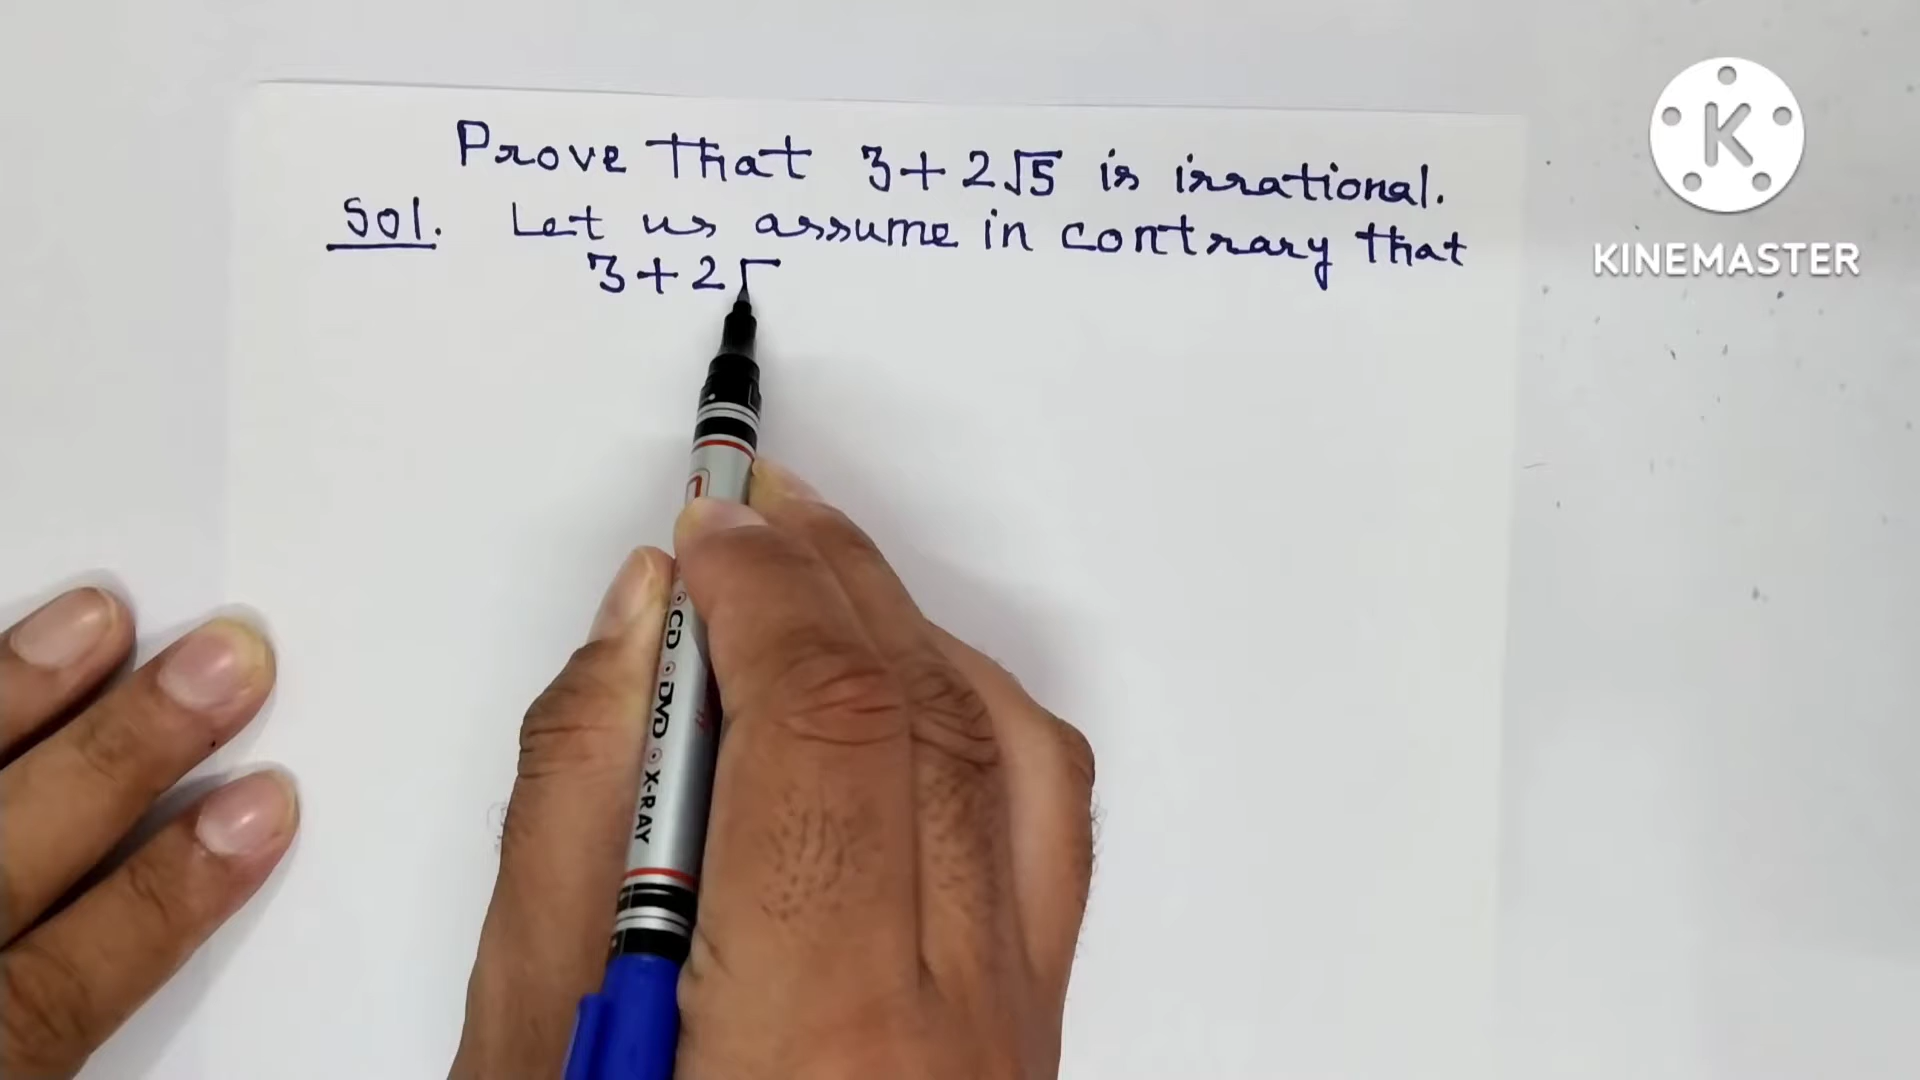 Prove that 3+2√5 is irrational.
Sol. Let us assume in contrary that
3+2√
K
KINEMASTER
CD DVD X-RAY